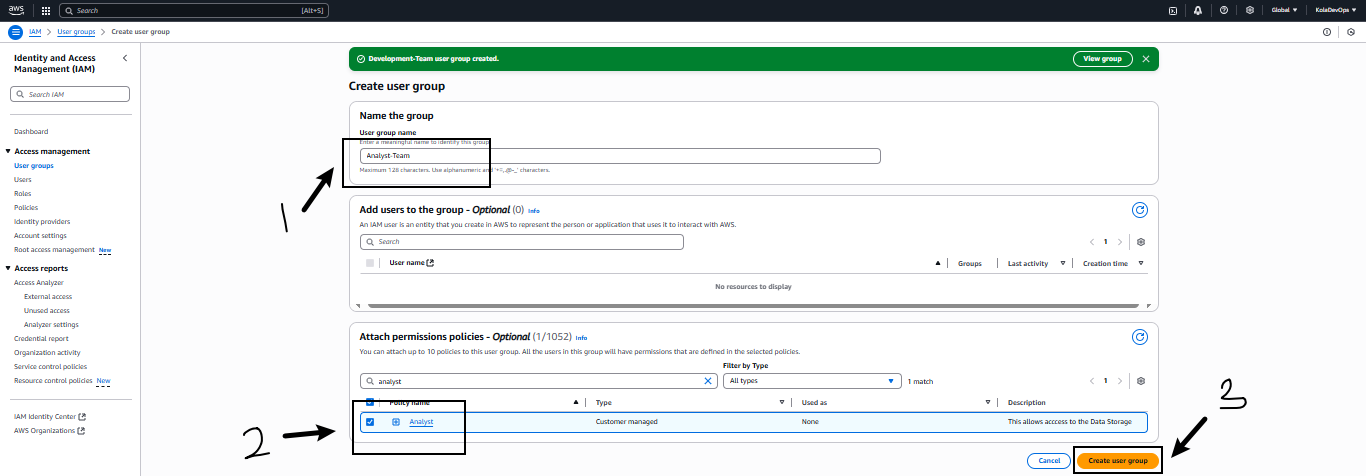 aws
Search [Alt+S] Global KoleDevOps
IAM > User groups > Create user group
Identity and Access Management (IAM)
Search IAM
Dashboard
Access management
User groups
Users
Roles
Policies
Identity providers
Account settings
Root access management New
Access reports
Access Analyzer
External access
Unused access
Analyzer settings
Credential report
Organization activity
Service control policies
Resource control policies New
IAM Identity Center
AWS Organizations
Development-Team user group created. View group
Create user group
Name the group
User group name
Enter a meaningful name to identify this group
1
Analyst-Team
Maximum 128 characters. Use alphanumeric and '+=,.@-_' characters.
Add users to the group - Optional (0) Info
An IAM user is an entity that you create in AWS to represent the person or application that uses it to interact with AWS.
Search 1
User name Groups Last activity Creation time
No resources to display
Attach permissions policies - Optional (1/1052) Info
You can attach up to 10 policies to this user group. All the users in this group will have permissions that are defined in the selected policies.
Filter by Type
analyst All types 1 match 1
Policy name Type Used as Description
2
Analyst Customer managed None This allows acccess to the Data Storage
3
Cancel Create user group